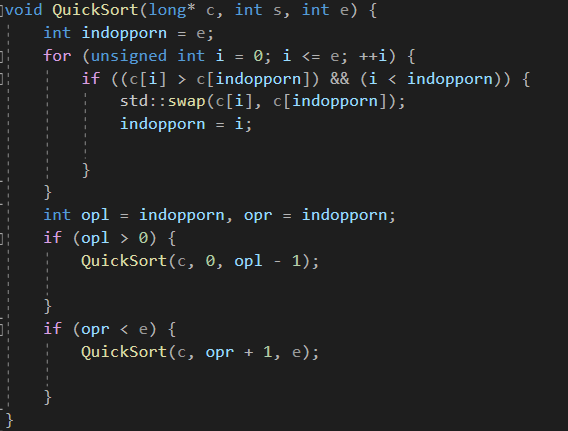 void QuickSort(long* c, int s, int e) {
    int indopporn = e;
    for (unsigned int i = 0; i <= e; ++i) {
        if ((c[i] > c[indopporn]) && (i < indopporn)) {
            std::swap(c[i], c[indopporn]);
            indopporn = i;
        }
    }
    int opl = indopporn, opr = indopporn;
    if (opl > 0) {
        QuickSort(c, 0, opl - 1);
    }
    if (opr < e) {
        QuickSort(c, opr + 1, e);
    }
}